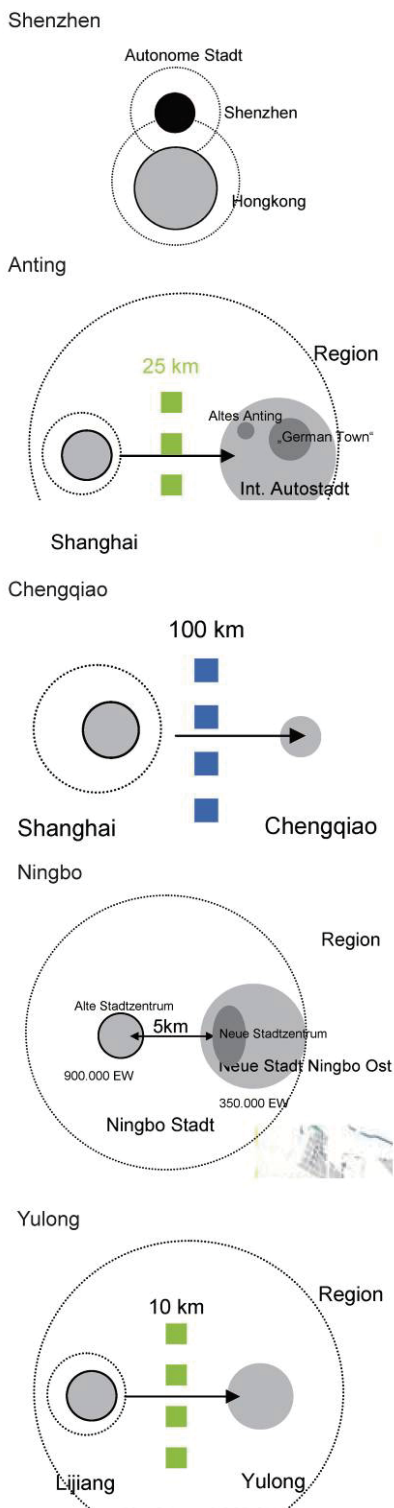 Shenzhen
Autonome Stadt
Shenzhen
Hongkong
Anting
Region
25 km
Altes Anting
„German Town“
Int. Autostadt
Shanghai
Chengqiao
100 km
Shanghai
Chengqiao
Ningbo
Region
Alte Stadtzentrum
5km
Neue Stadtzentrum
Neue Stadt Ningbo Ost
900.000 EW
350.000 EW
Ningbo Stadt
Yulong
Region
10 km
Lijiang
Yulong